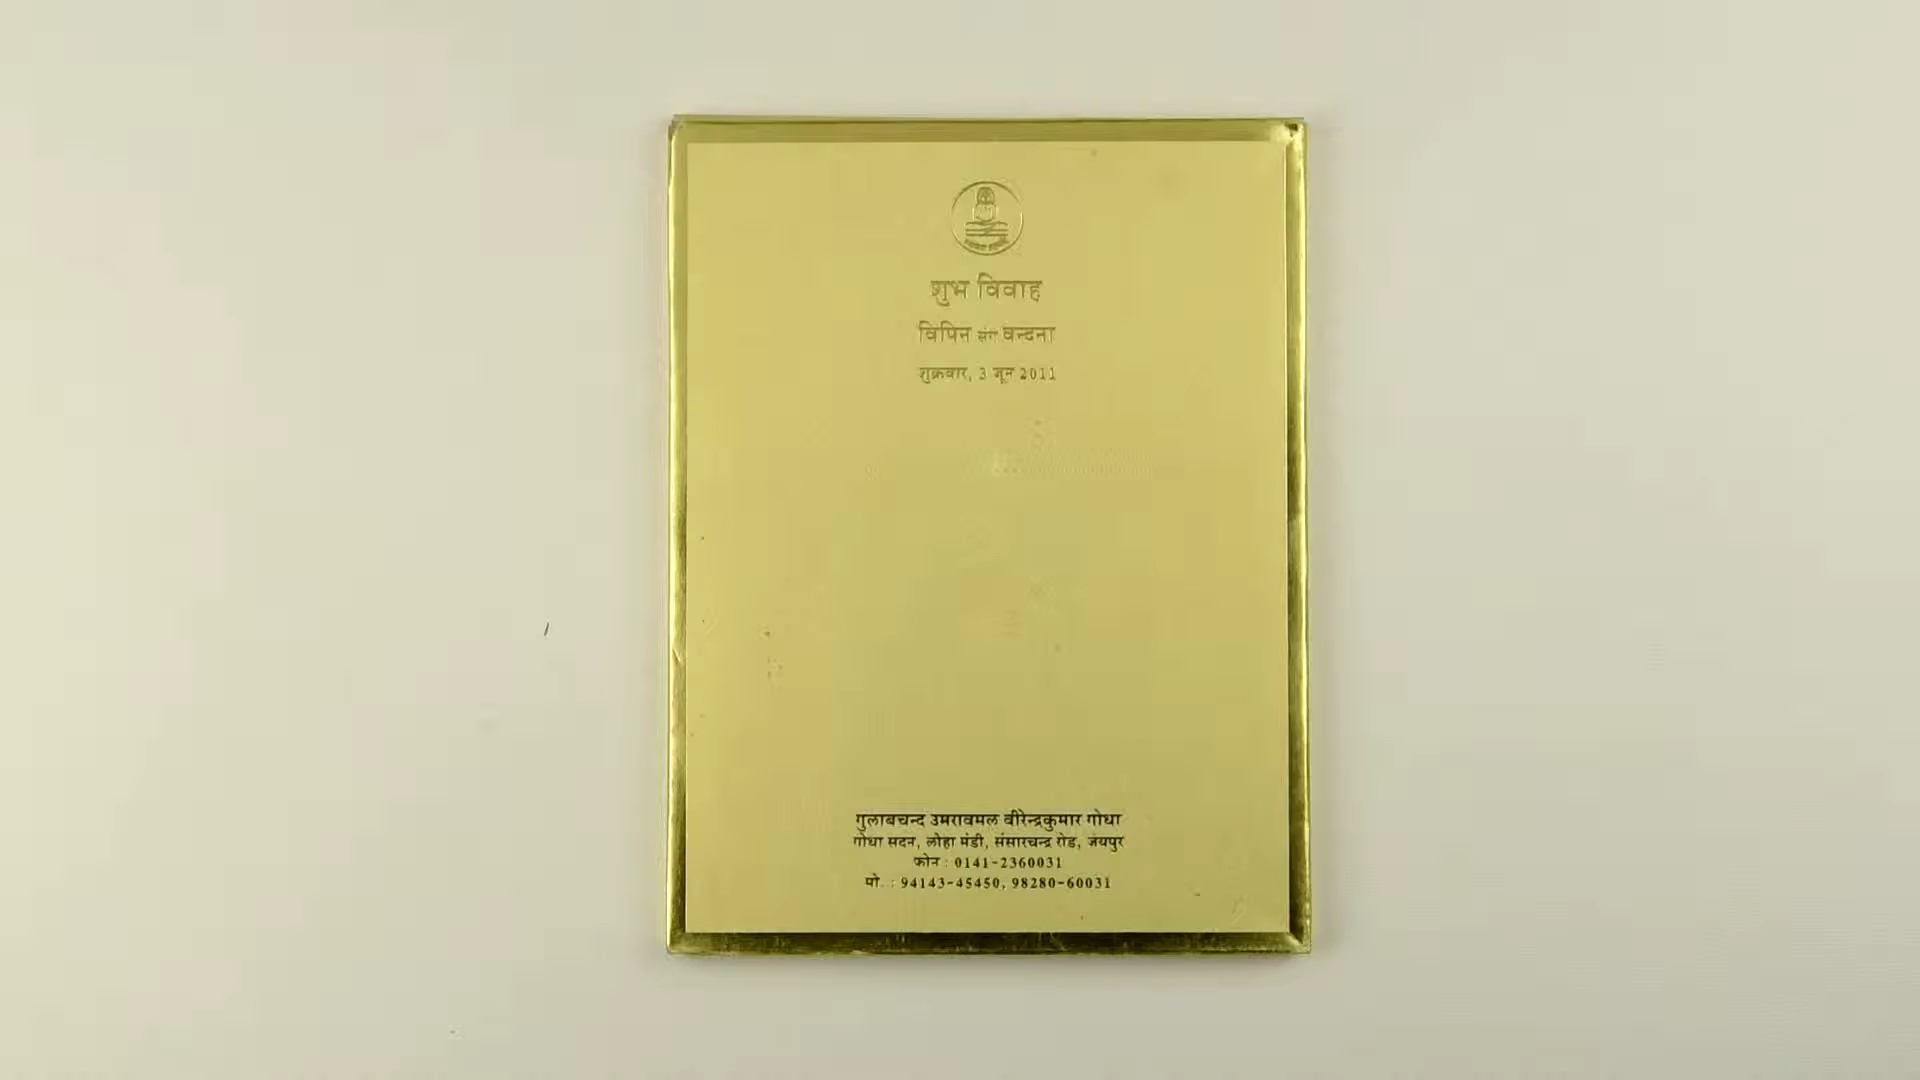 शुभ विवाह
विपिन संग वन्दना
शुक्रवार, 3 जून 2011
गुलाबचन्द उमरावमल वीरेन्द्रकुमार गोधा
गोधा सदन, लोहा मंडी, संसारचन्द्र रोड, जयपुर
फोन : 0141-2360031
मो. : 94143-45450, 98280-60031